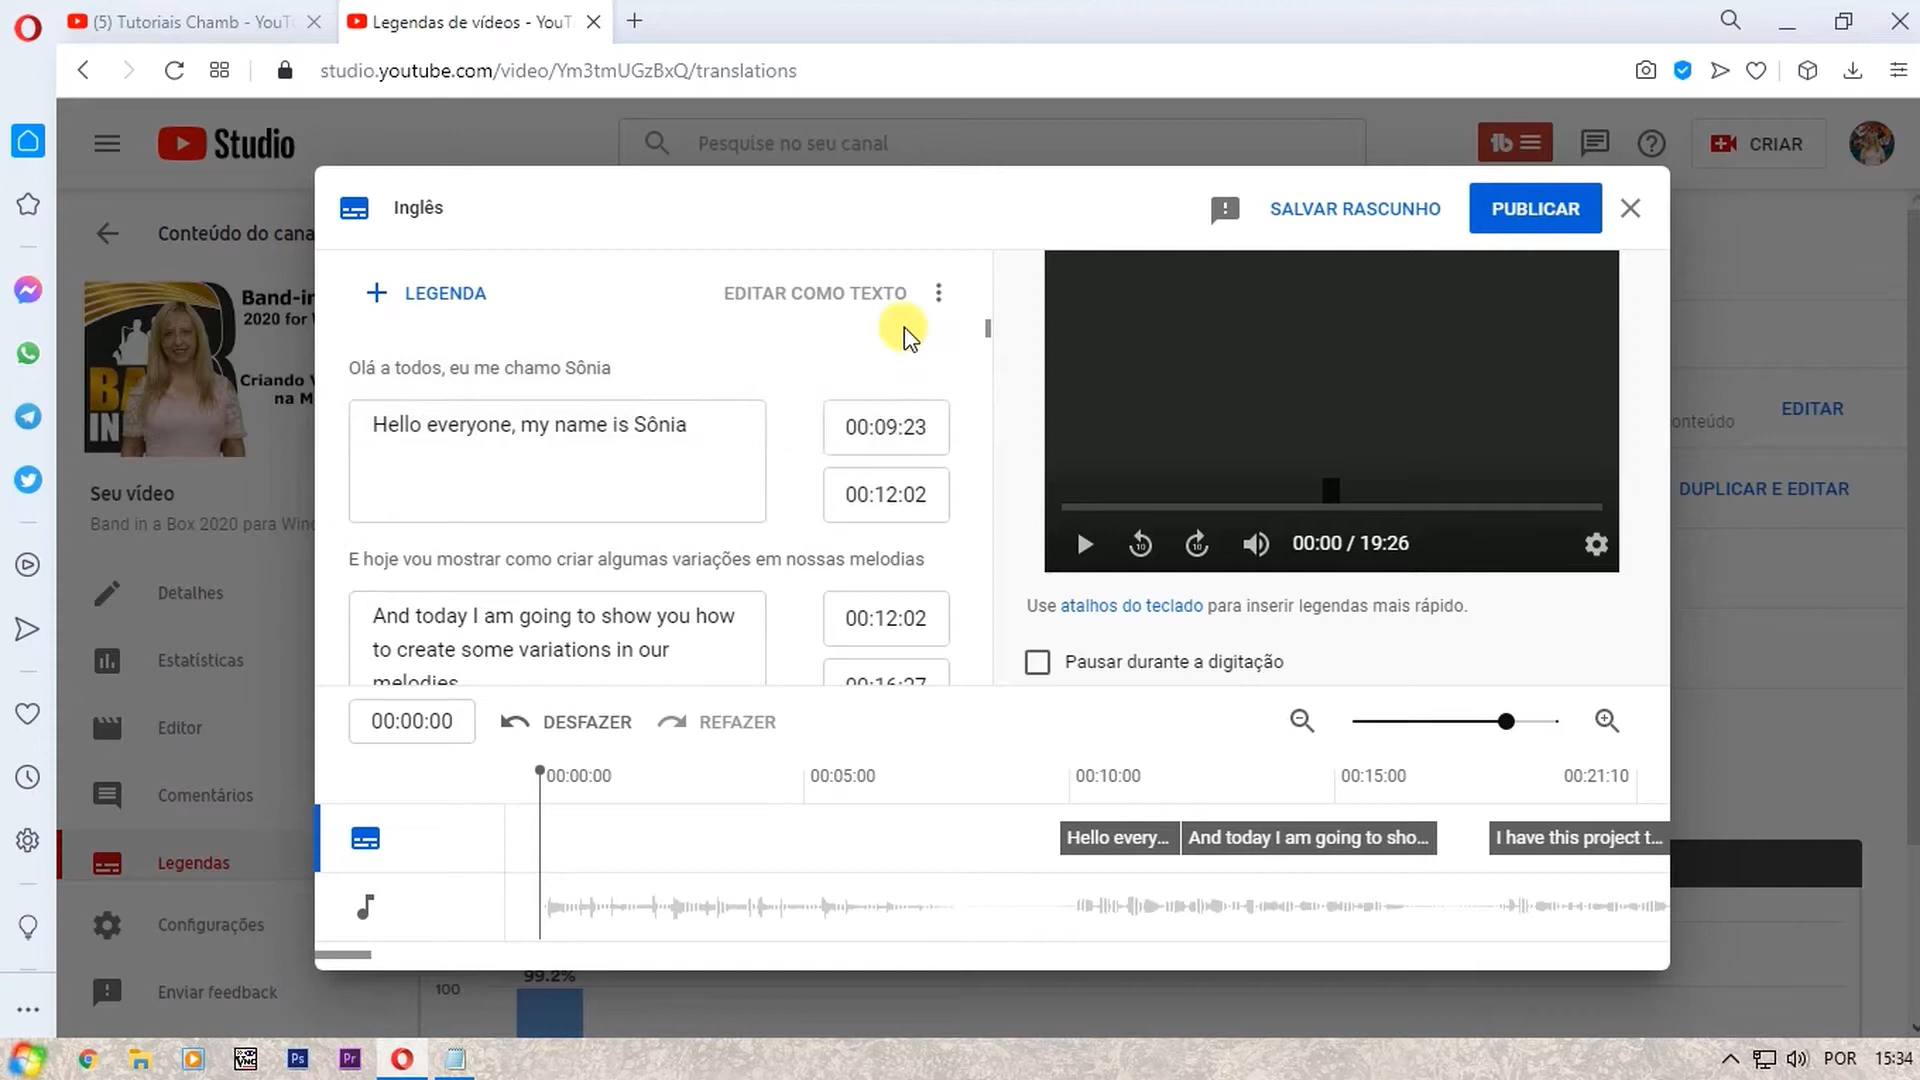 (5) Tutoriais Chamb - YouT
Legendas de vídeos - YouT
studio.youtube.com/video/Ym3tmUGzBxQ/translations
Studio
Pesquise no seu canal
CRIAR
Conteúdo do cana
Inglês
SALVAR RASCUNHO
PUBLICAR
LEGENDA
EDITAR COMO TEXTO
Band-in
2020 for W
Criando V
na M
Olá a todos, eu me chamo Sônia
Hello everyone, my name is Sônia
00:09:23
00:12:02
E hoje vou mostrar como criar algumas variações em nossas melodias
And today I am going to show you how
to create some variations in our
melodies
00:12:02
00:16:27
00:00 / 19:26
Use atalhos do teclado para inserir legendas mais rápido.
Pausar durante a digitação
onteúdo
EDITAR
DUPLICAR E EDITAR
Seu vídeo
Band in a Box 2020 para Wind
Detalhes
Estatísticas
Editor
Comentários
Legendas
Configurações
Enviar feedback
00:00:00
DESFAZER
REFAZER
00:00:00
00:05:00
00:10:00
00:15:00
00:21:10
Hello every...
And today I am going to sho...
I have this project t...
99.2%
100
Ps
Pr
POR
15:34